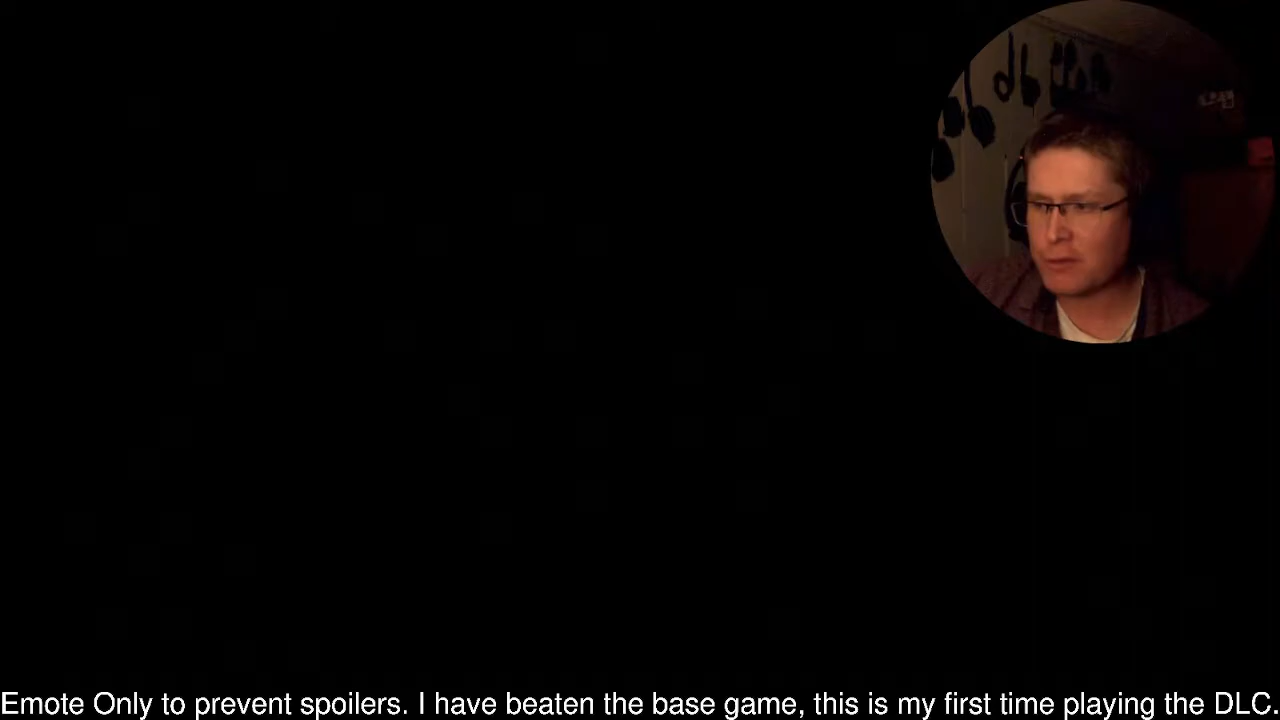 Emote Only to prevent spoilers. I have beaten the base game, this is my first time playing the DLC.